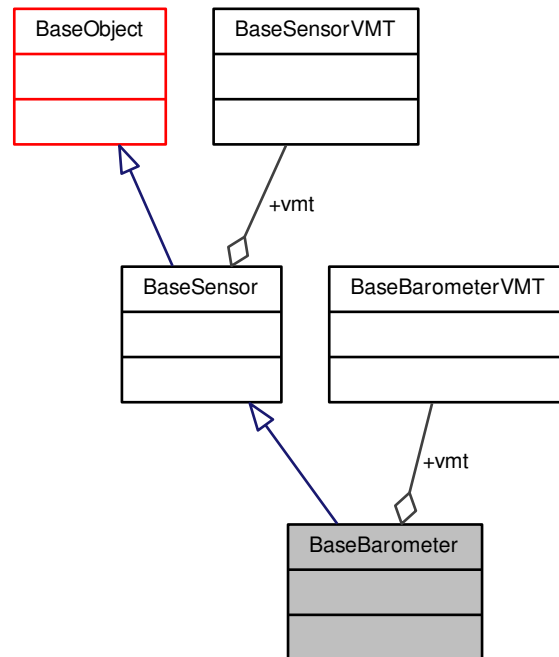 BaseObject
BaseSensorVMT
+vmt
BaseSensor
BaseBarometerVMT
+vmt
BaseBarometer